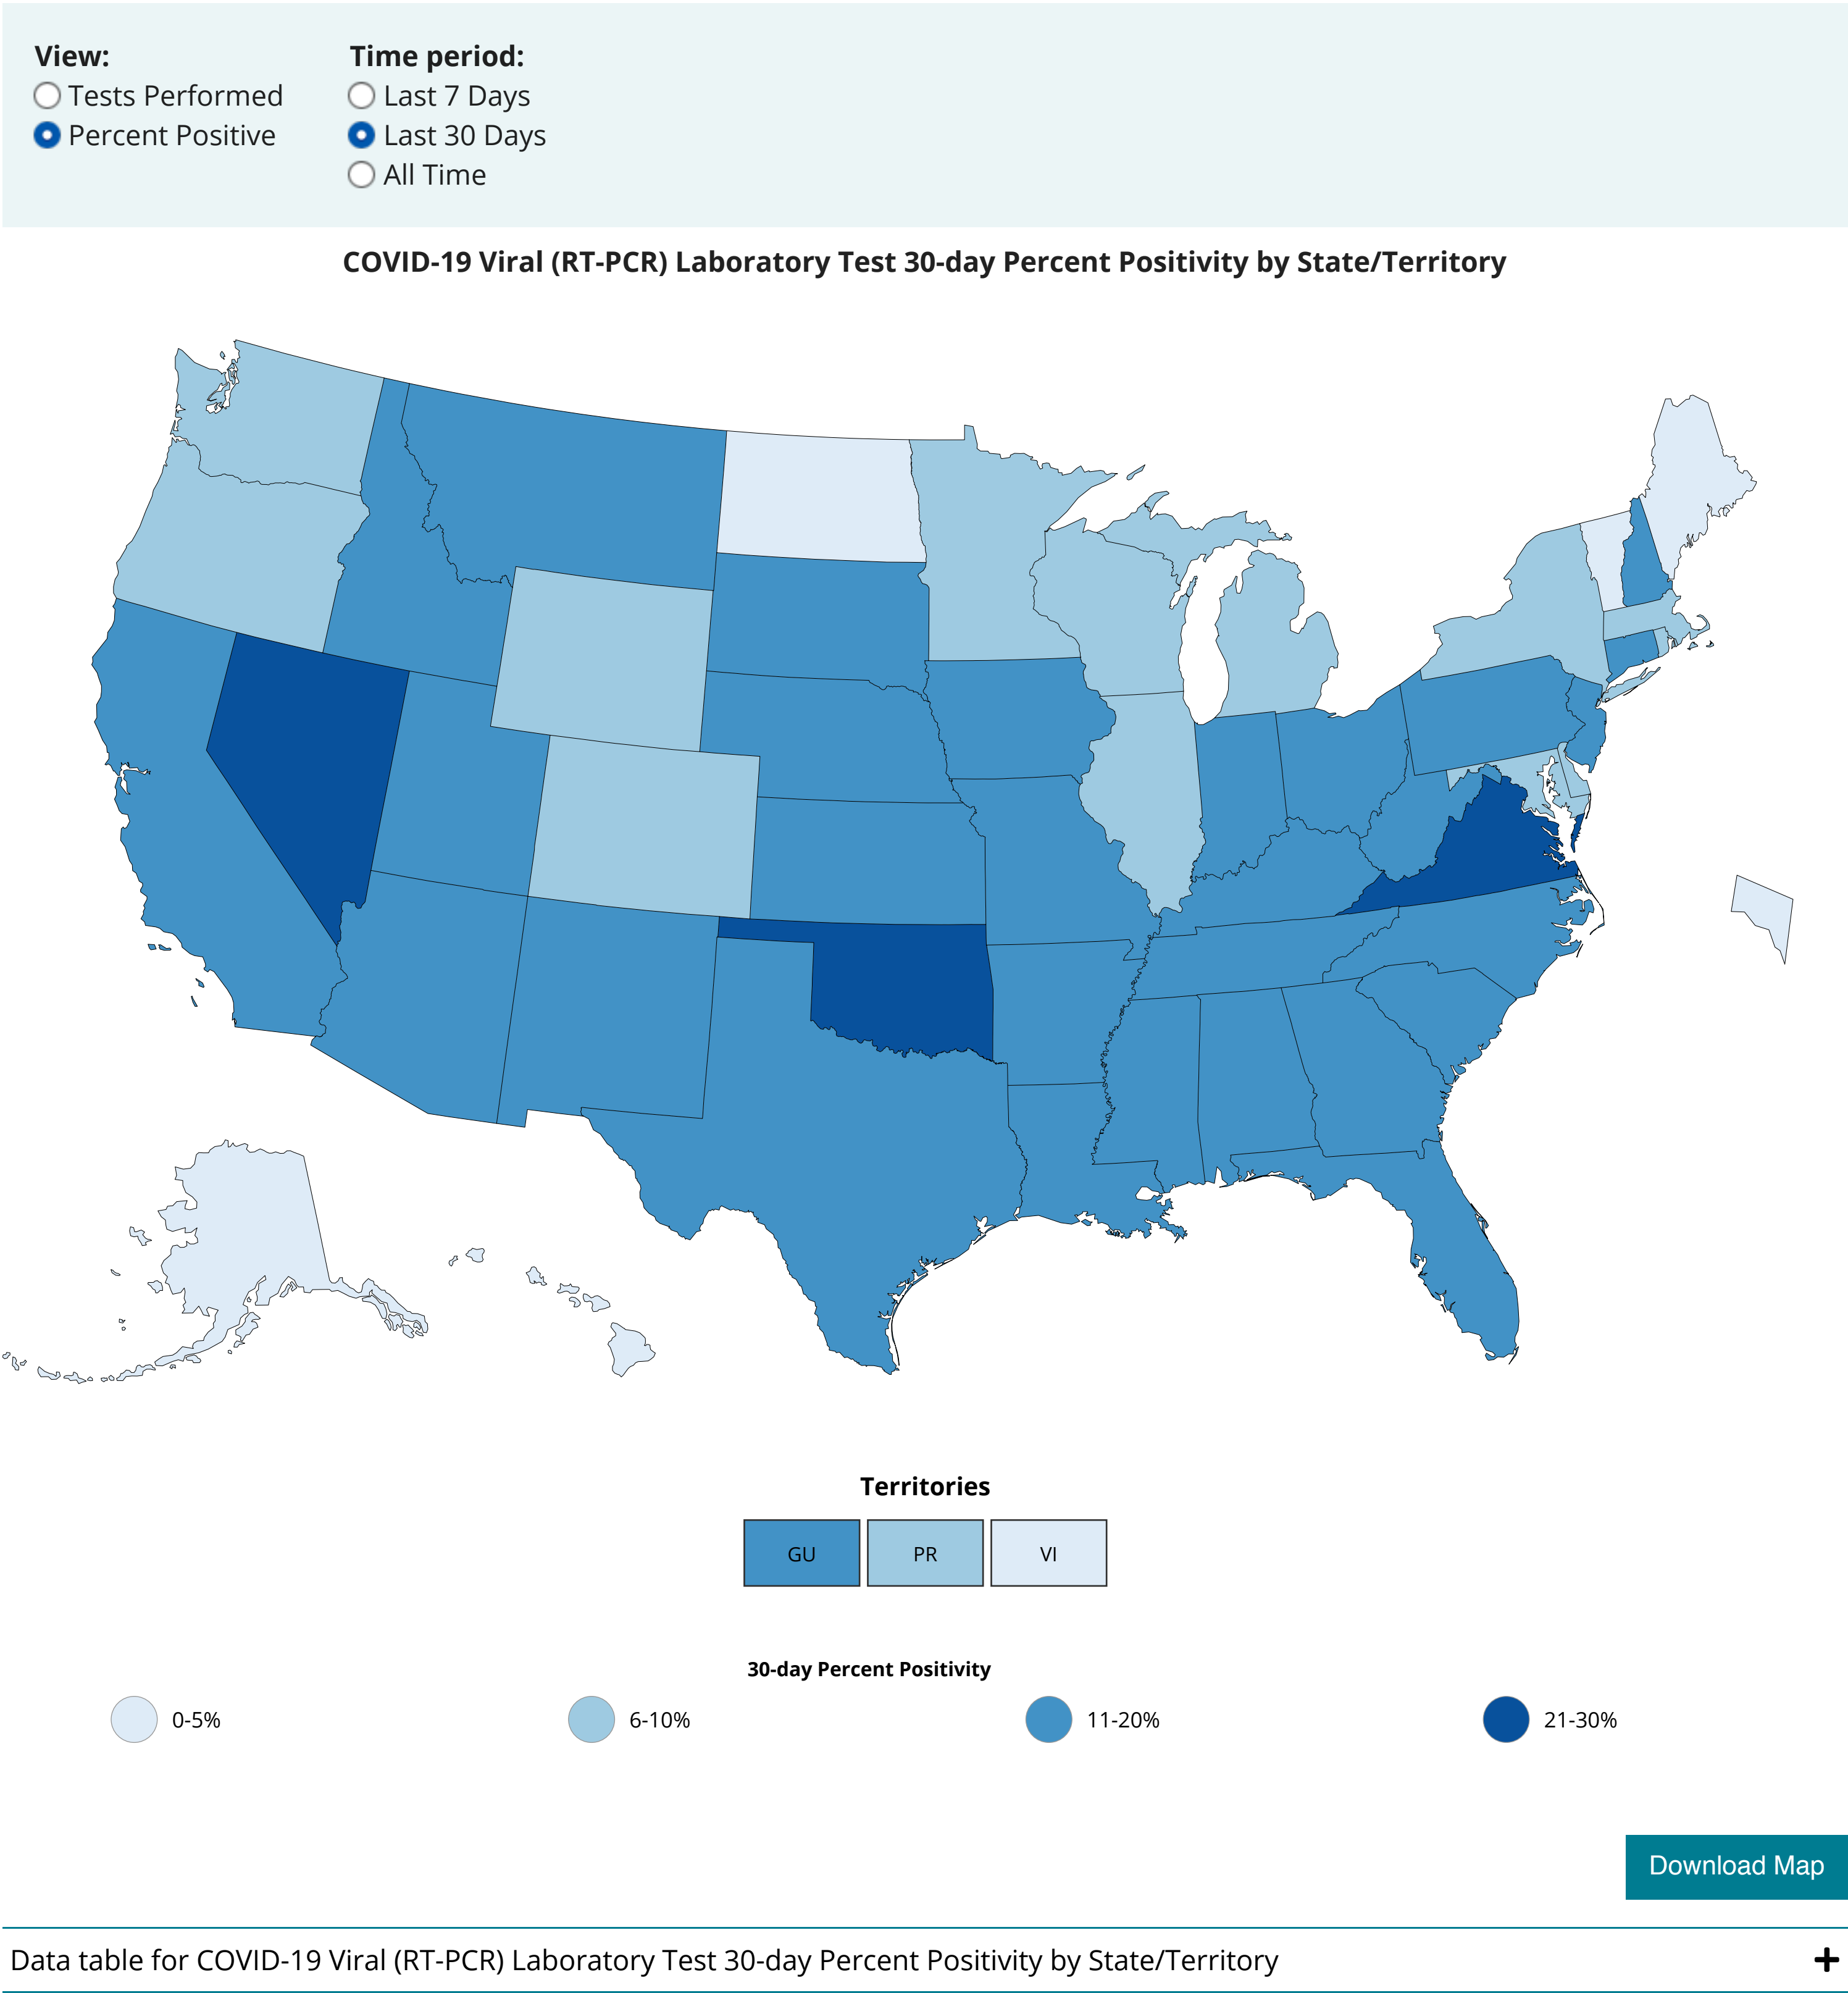 View:
Time period:
Tests Performed
Last 7 Days
Percent Positive
Last 30 Days
All Time
COVID-19 Viral (RT-PCR) Laboratory Test 30-day Percent Positivity by State/Territory
Territories
GU
PR
VI
30-day Percent Positivity
0-5%
6-10%
11-20%
21-30%
Download Map
Data table for COVID-19 Viral (RT-PCR) Laboratory Test 30-day Percent Positivity by State/Territory